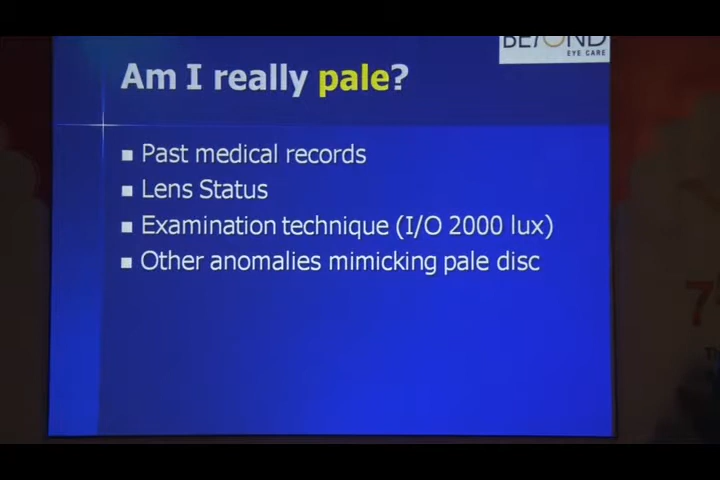 BEYOND
EYE CARE
Am I really pale?
Past medical records
Lens Status
Examination technique (I/O 2000 lux)
Other anomalies mimicking pale disc
7